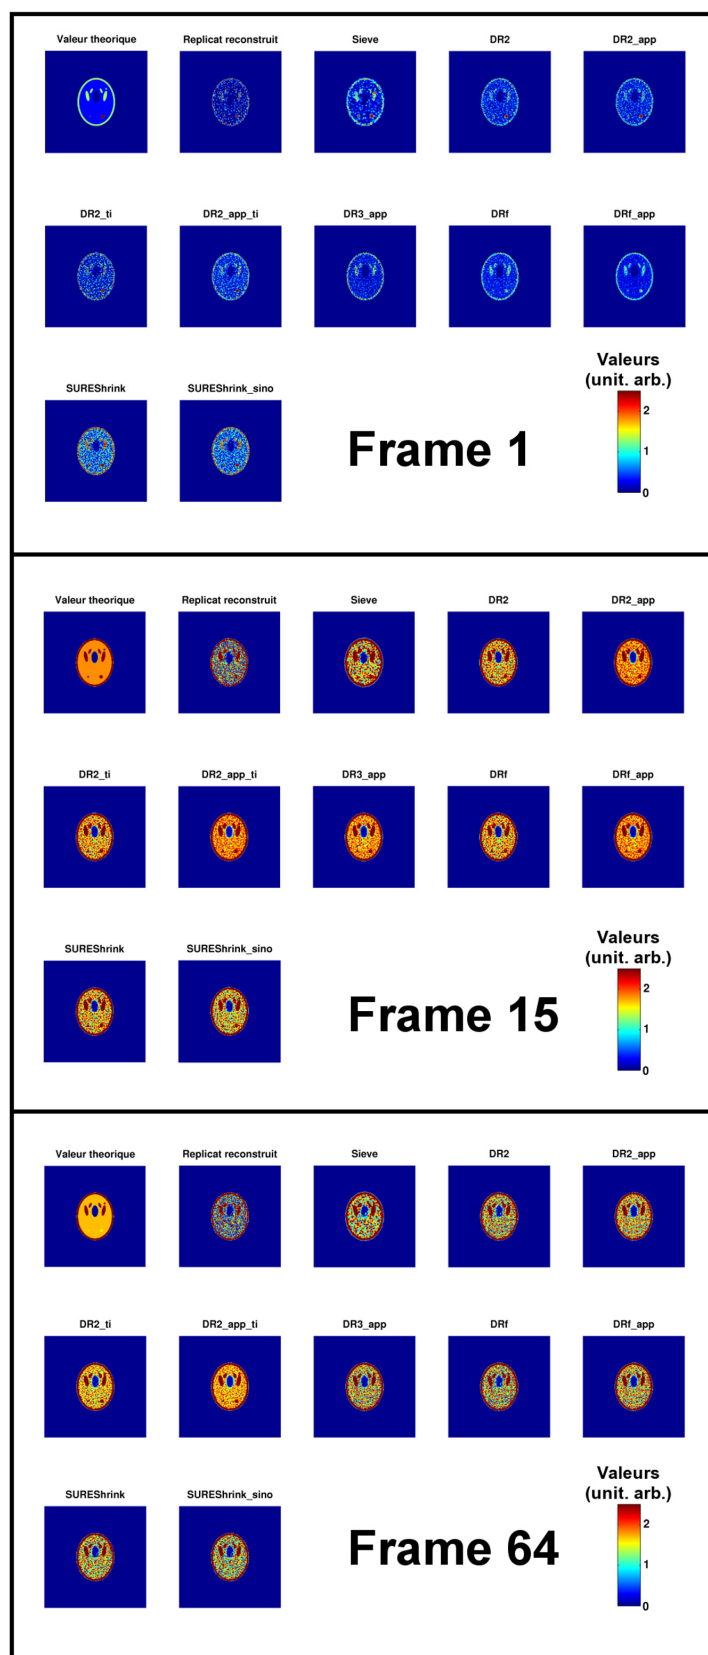 Valeur theorique Replicat reconstruit Sieve DR2 DR2_app
DR2_ti DR2_app_ti DR3_app DRf DRf_app
Valeurs
(unit. arb.)
SUREShrink SUREShrink_sino
2
Frame 1
1
0
Valeur theorique Replicat reconstruit Sieve DR2 DR2_app
DR2_ti DR2_app_ti DR3_app DRf DRf_app
Valeurs
(unit. arb.)
SUREShrink SUREShrink_sino
2
Frame 15
1
0
Valeur theorique Replicat reconstruit Sieve DR2 DR2_app
DR2_ti DR2_app_ti DR3_app DRf DRf_app
Valeurs
(unit. arb.)
SUREShrink SUREShrink_sino
2
Frame 64
1
0